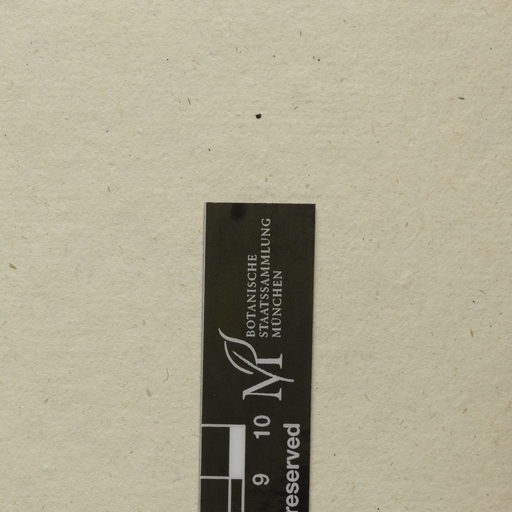 BOTANISCHE
STAATSSAMMLUNG
MÜNCHEN
M
9 10
reserved